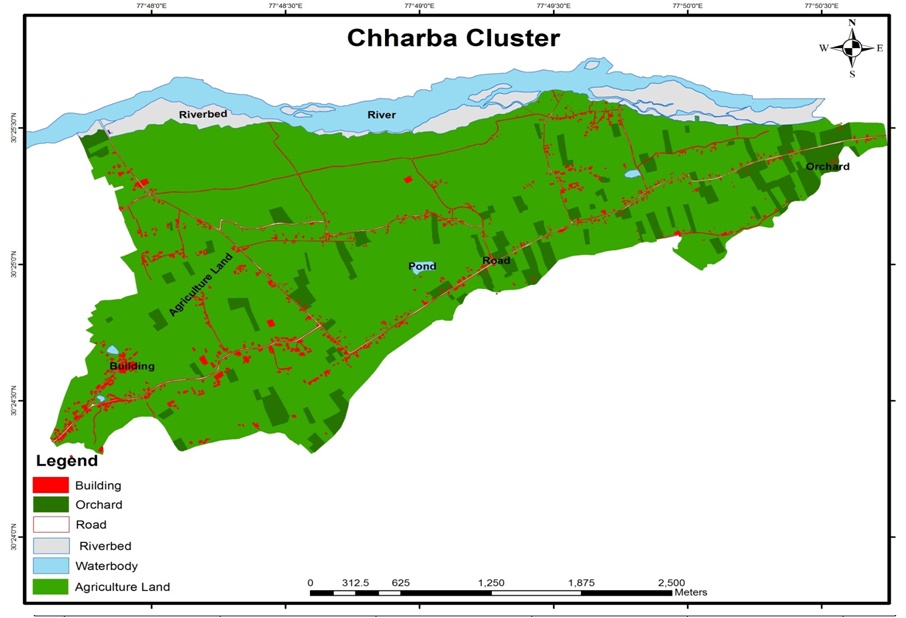 77°48'0"E 77°48'30"E 77°49'0"E 77°49'30"E 77°50'0"E 77°50'30"E
Chharba Cluster
N
W E
S
Riverbed
River
30°25'30"N
Orchard
30°25'0"N
Pond
Road
Agriculture Land
Building
30°24'30"N
Legend
Building
Orchard
Road
Riverbed
Waterbody
Agriculture Land
30°24'0"N
0 312.5 625 1,250 1,875 2,500
Meters